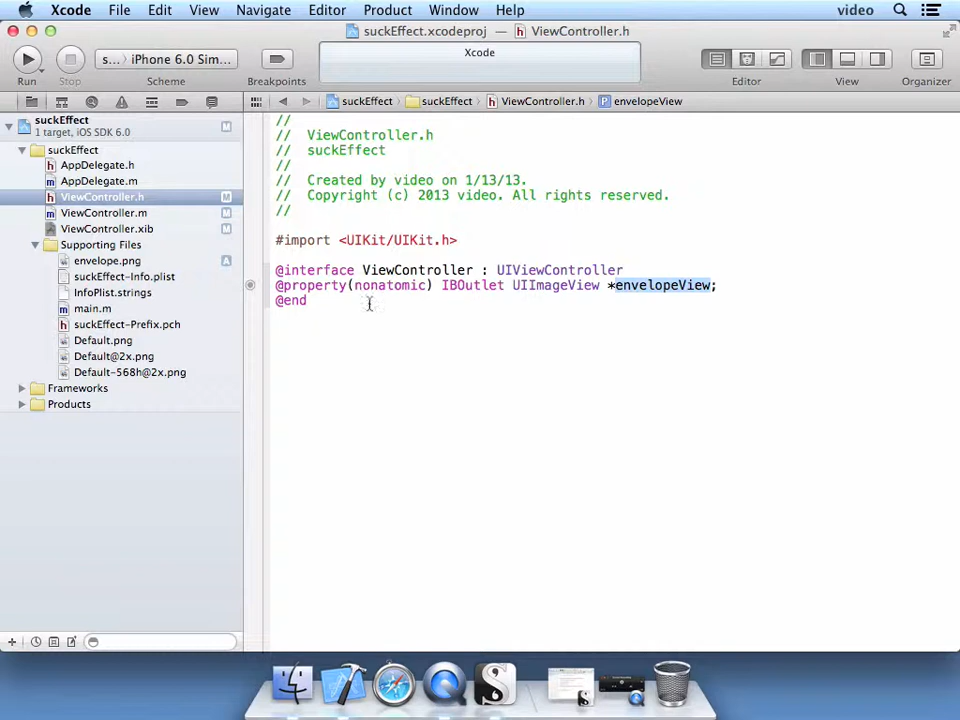 Xcode File Edit View Navigate Editor Product Window Help video
suckEffect.xcodeproj — ViewController.h
s...⟩ iPhone 6.0 Sim... Xcode
Run Stop Scheme Breakpoints Editor View Organizer
suckEffect suckEffect ViewController.h envelopeView
suckEffect M
1 target, iOS SDK 6.0
suckEffect
AppDelegate.h
AppDelegate.m
ViewController.h M
ViewController.m M
ViewController.xib M
Supporting Files
envelope.png A
suckEffect-Info.plist
InfoPlist.strings
main.m
suckEffect-Prefix.pch
Default.png
Default@2x.png
Default-568h@2x.png
Frameworks
Products
//
// ViewController.h
// suckEffect
//
// Created by video on 1/13/13.
// Copyright (c) 2013 video. All rights reserved.
//
#import <UIKit/UIKit.h>
@interface ViewController : UIViewController
@property(nonatomic) IBOutlet UIImageView *envelopeView;
@end